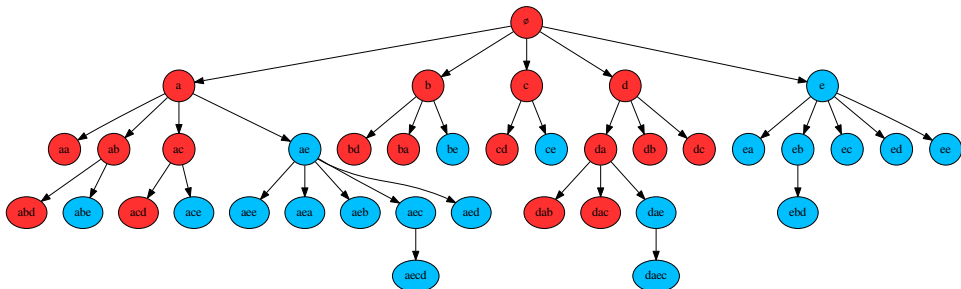 ø
a b c d e
aa ab ac ae bd ba be cd ce da db dc ea eb ec ed ee
abd abe acd ace aee aea aeb aec aed dab dac dae ebd
aecd daec